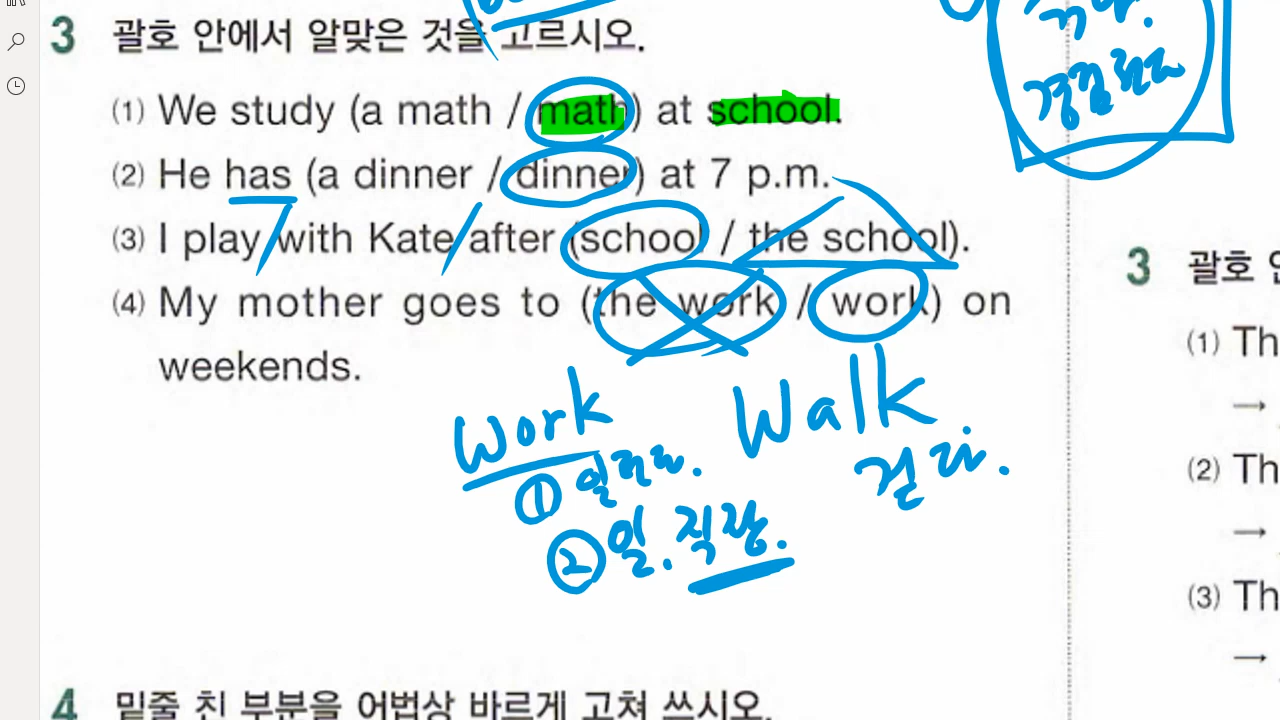 3 괄호 안에서 알맞은 것을 고르시오.
(1) We study (a math / math) at school.
(2) He has (a dinner / dinner) at 7 p.m.
(3) I play with Kate after (school / the school).
(4) My mother goes to (the work / work) on
weekends.
work
① 일하다.
② 일. 직장.
Walk
걷다.
4 밑줄 친 부분을 어법상 바르게 고쳐 쓰시오.
3 괄호
(1) Th
→
(2) Th
→
(3) Th
→